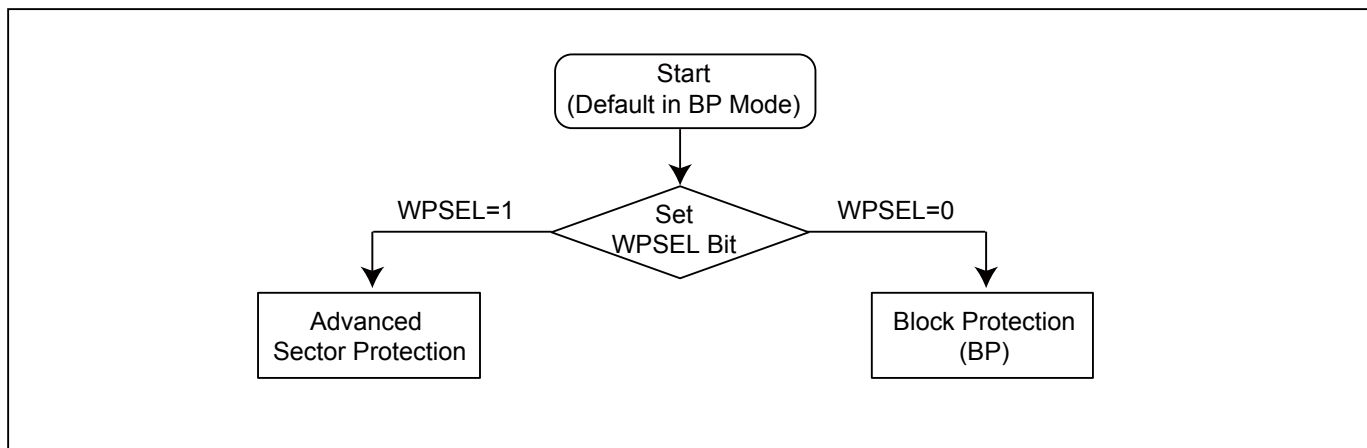 Start
(Default in BP Mode)
WPSEL=1
Set
WPSEL Bit
WPSEL=0
Advanced
Sector Protection
Block Protection
(BP)